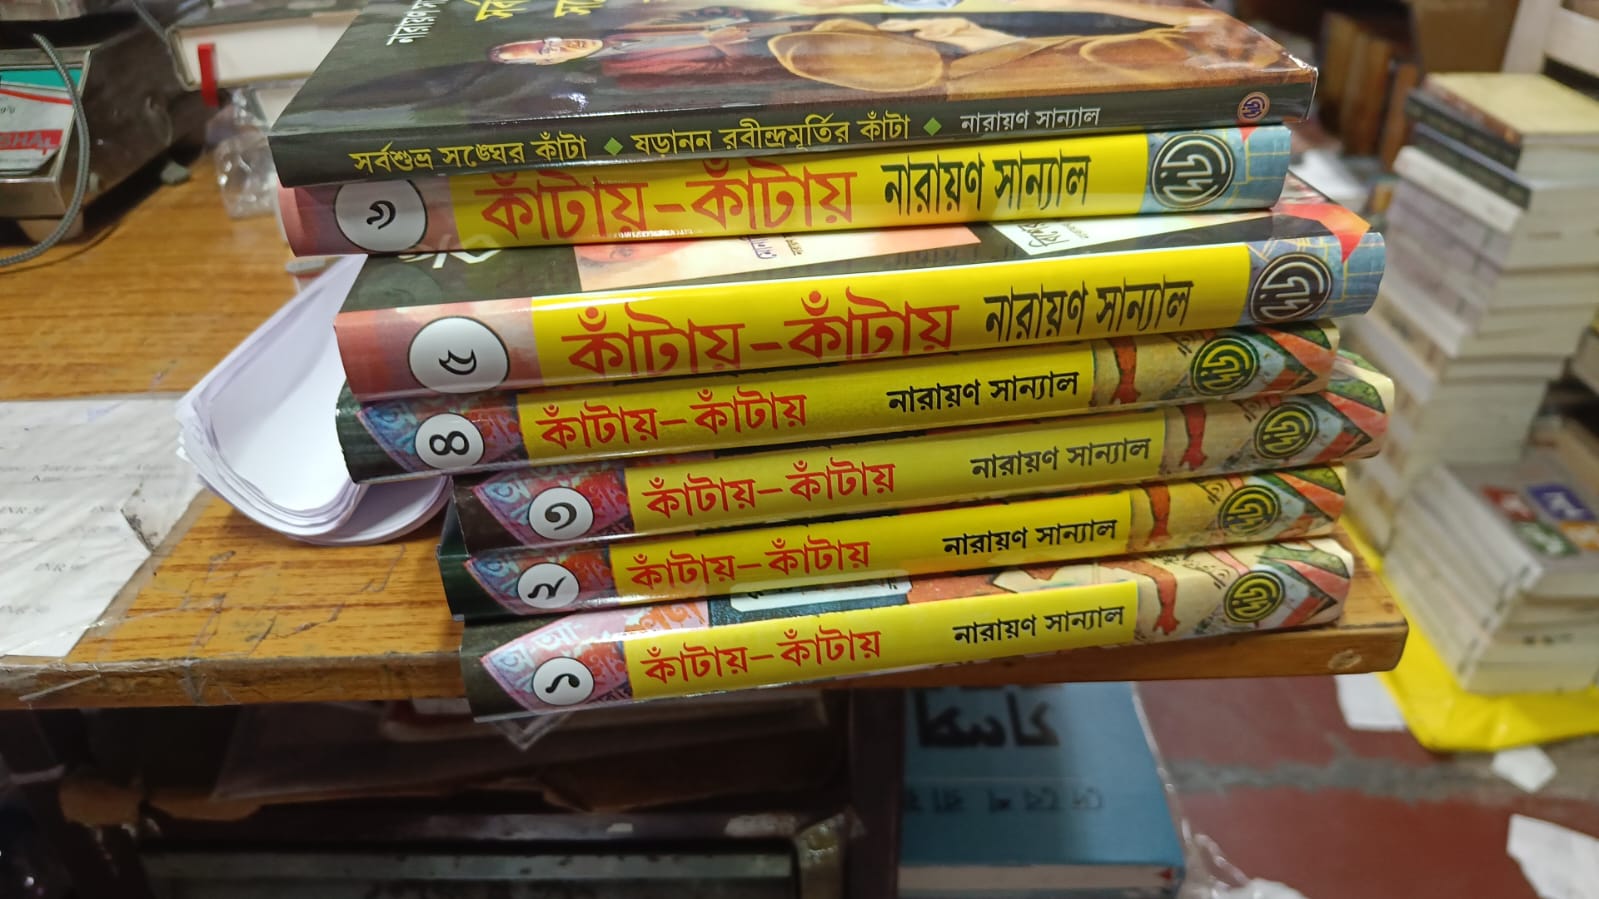 সর্বশুভ্র সঙ্ঘের কাঁটা ◆ ষড়ানন রবীন্দ্রমূর্তির কাঁটা ◆ নারায়ণ সান্যাল
৬ কাঁটায়-কাঁটায় নারায়ণ সান্যাল
৫ কাঁটায়-কাঁটায় নারায়ণ সান্যাল
৪ কাঁটায়-কাঁটায় নারায়ণ সান্যাল
৩ কাঁটায়-কাঁটায় নারায়ণ সান্যাল
২ কাঁটায়-কাঁটায় নারায়ণ সান্যাল
১ কাঁটায়-কাঁটায় নারায়ণ সান্যাল